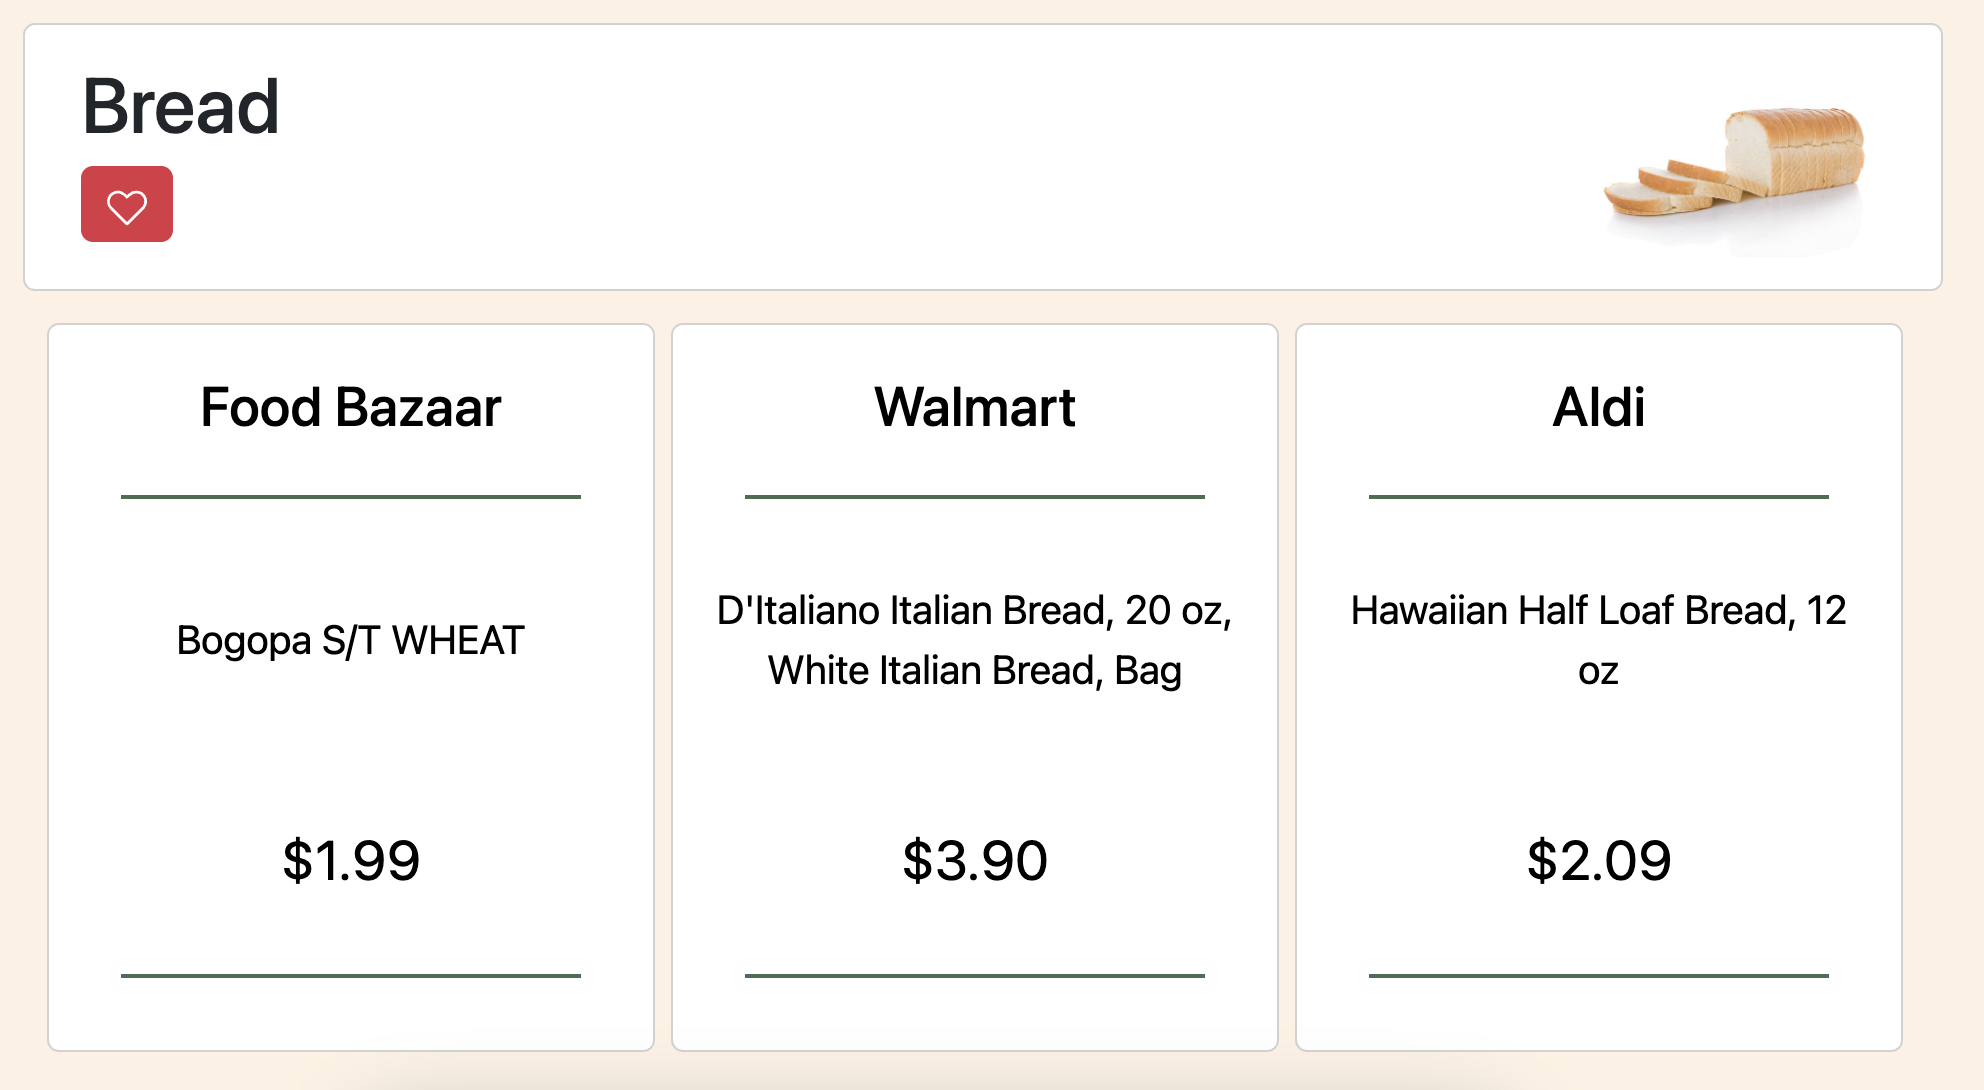 Bread
Food Bazaar
Bogopa S/T WHEAT
$1.99
Walmart
D'Italiano Italian Bread, 20 oz,
White Italian Bread, Bag
$3.90
Aldi
Hawaiian Half Loaf Bread, 12
oz
$2.09